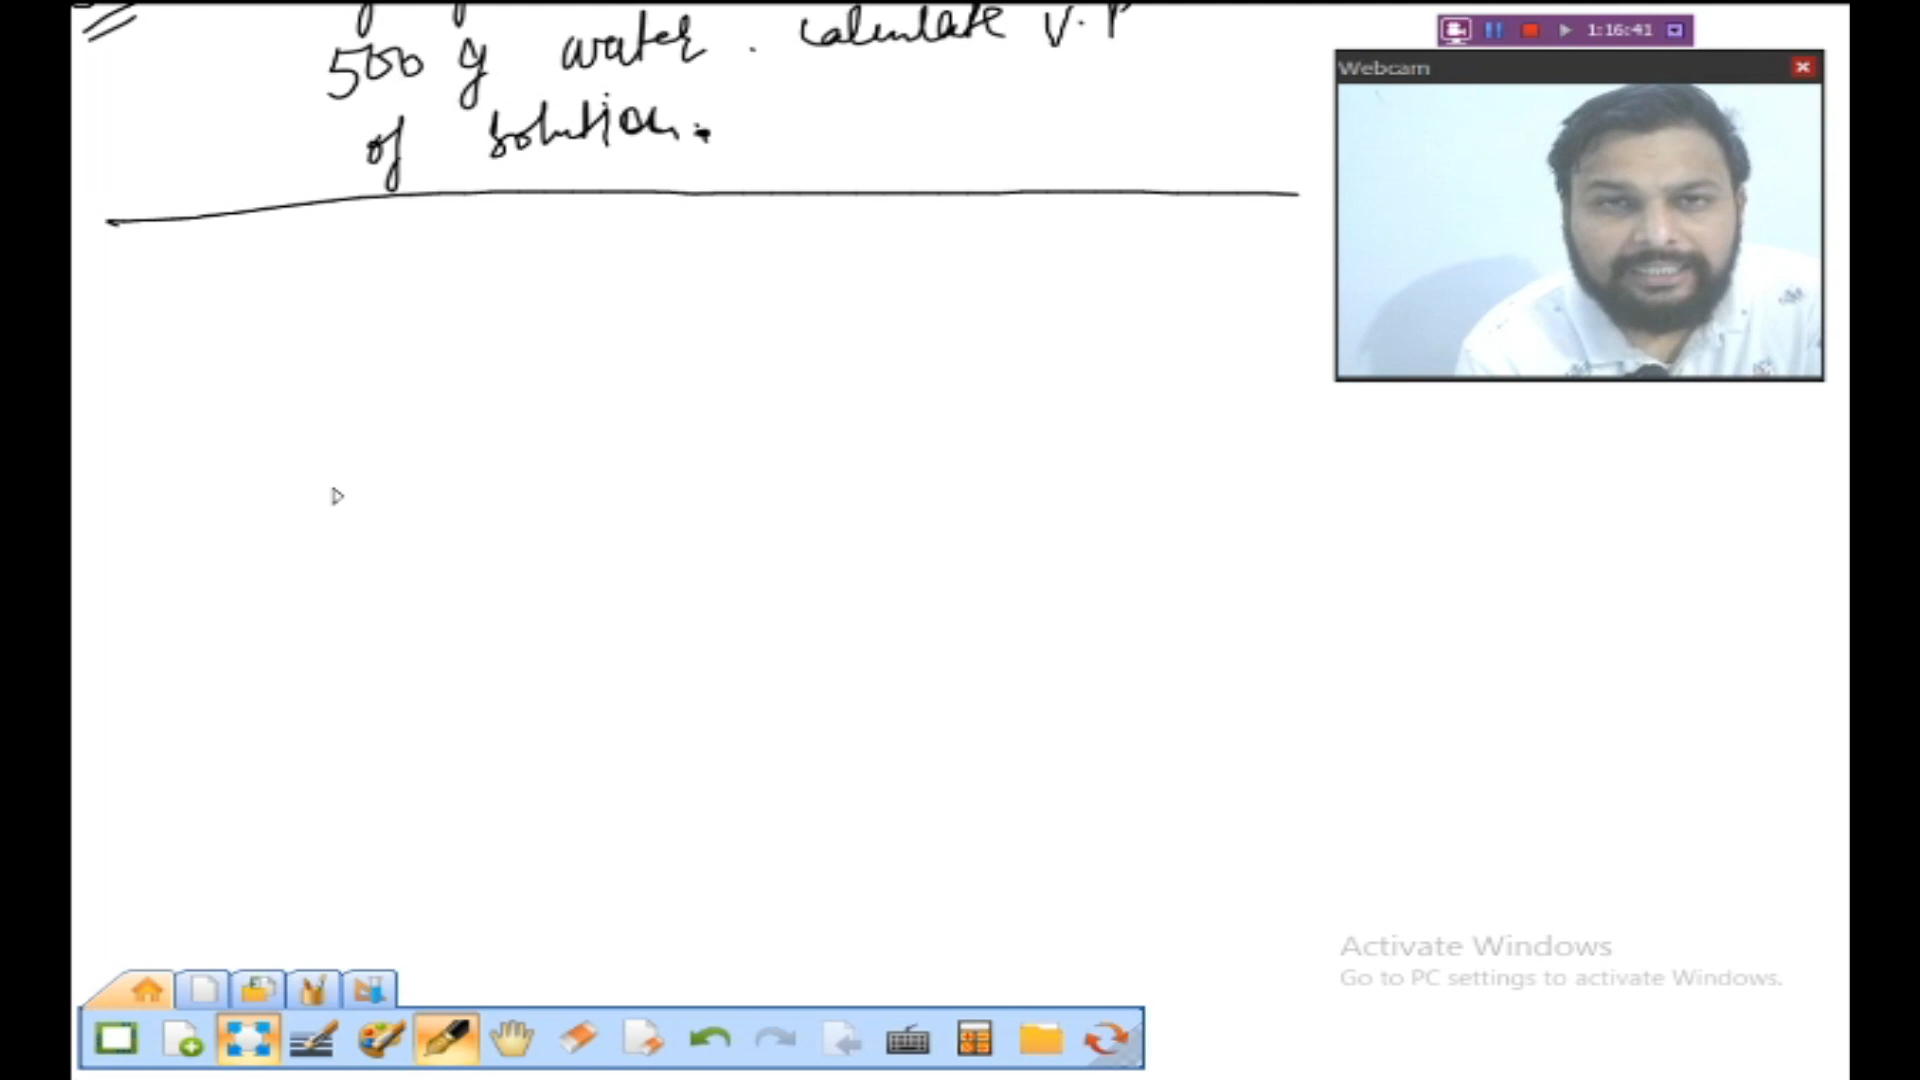 500 g water. Calculate V.P
of solution.
1:16:41
Webcam
Activate Windows
Go to PC settings to activate Windows.